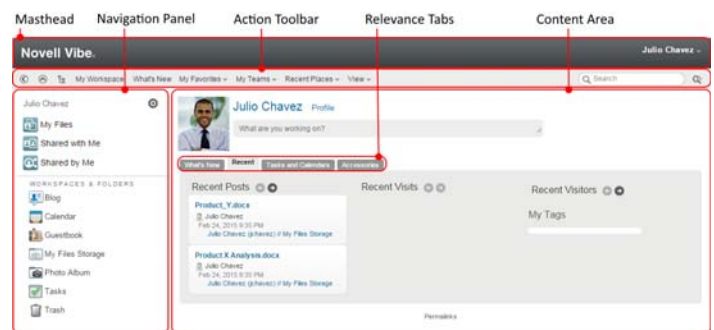 Masthead Navigation Panel Action Toolbar Relevance Tabs Content Area
Novell Vibe. Julio Chavez
My Workspace What's New My Favorites My Teams Recent Places View Search
Julio Chavez
My Files
Shared with Me
Shared by Me
WORKSPACES & FOLDERS
Blog
Calendar
Guestbook
My Files Storage
Photo Album
Tasks
Trash
Julio Chavez Profile
What are you working on?
What's New Recent Tasks and Calendars Accessories
Recent Posts Recent Visits Recent Visitors
Product_Y.docx
Julio Chavez
Feb 24, 2015 9:35 PM
Julio Chavez (jchavez) // My Files Storage
Product X Analysis.docx
Julio Chavez
Feb 24, 2015 9:35 PM
Julio Chavez (jchavez) // My Files Storage
My Tags
Permalinks